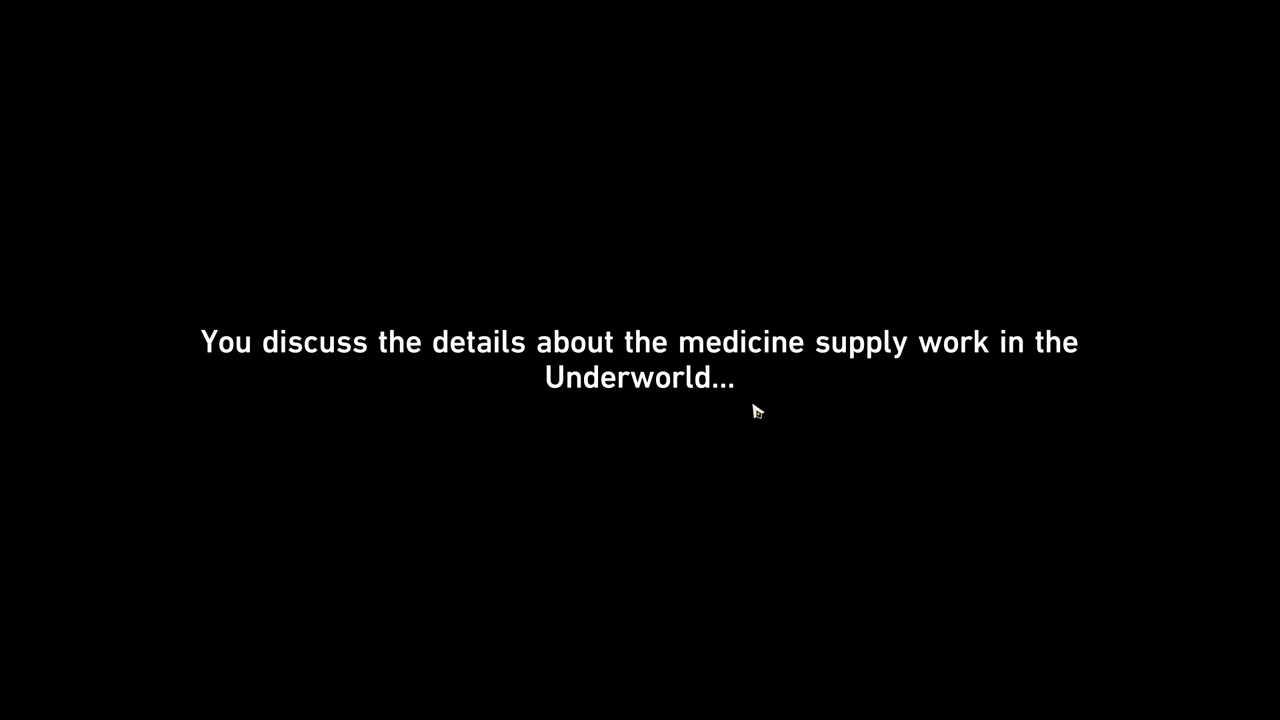 You discuss the details about the medicine supply work in the
Underworld...